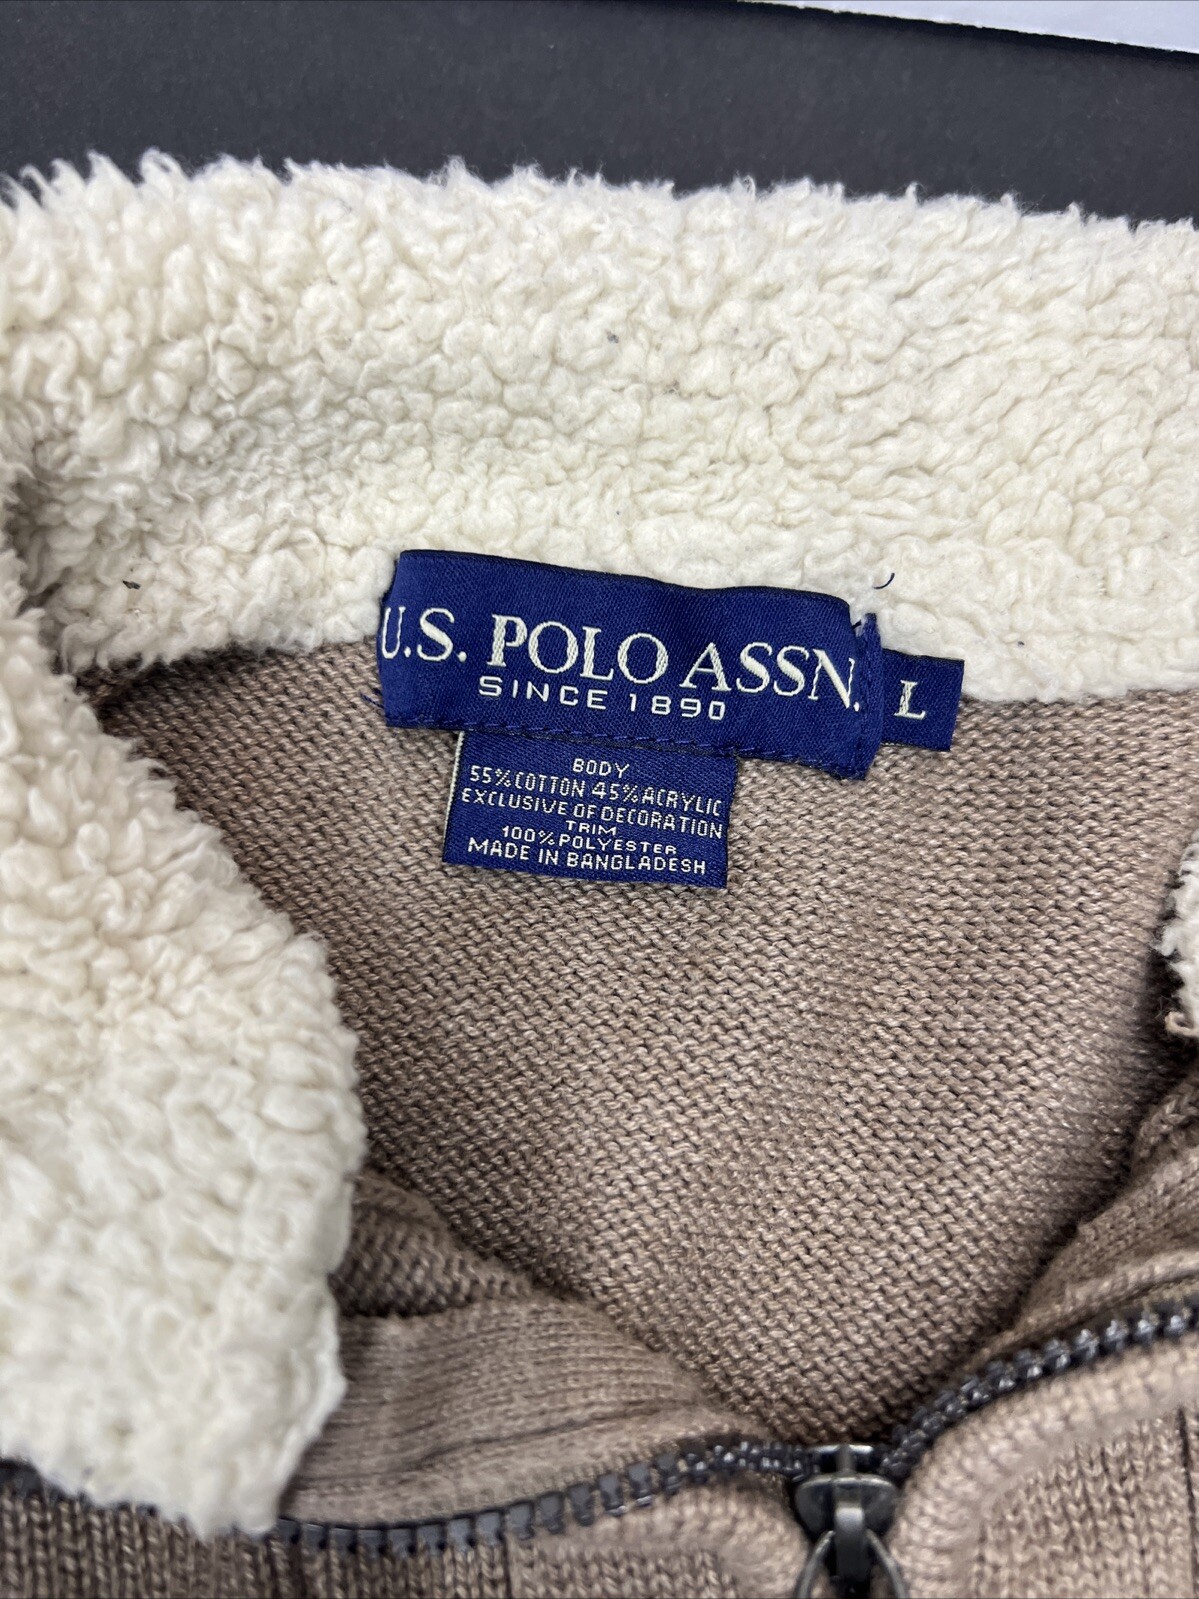 U.S. POLO ASSN.
SINCE 1890
L
BODY
55%COTTON 45%ACRYLIC
EXCLUSIVE OF DECORATION
TRIM
100%POLYESTER
MADE IN BANGLADESH